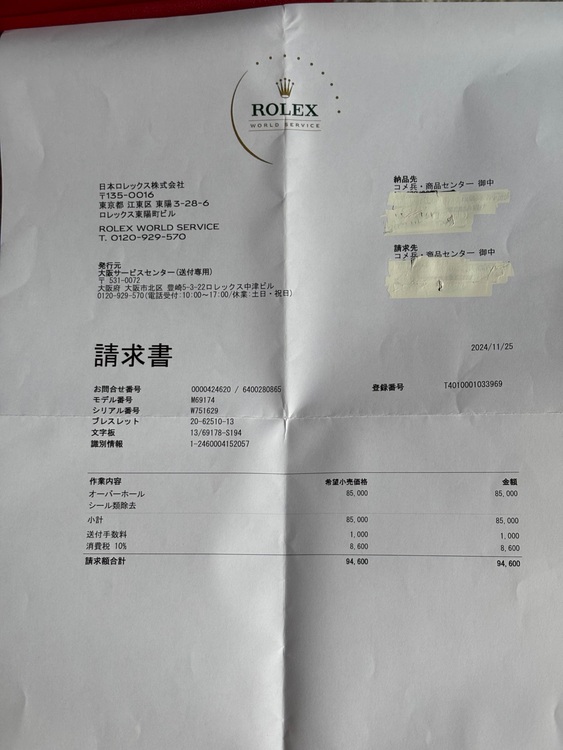 ROLEX
WORLD SERVICE
日本ロレックス株式会社
〒135-0016
東京都 江東区 東陽 3-28-6
ロレックス東陽町ビル
ROLEX WORLD SERVICE
T. 0120-929-570
納品先
コメ兵・商品センター 御中
請求先
コメ兵・商品センター 御中
発行元
大阪サービスセンター(送付専用)
〒 531-0072
大阪府 大阪市北区 豊崎5-3-22ロレックス中津ビル
0120-929-570(電話受付:10:00～17:00/休業:土日・祝日)
請求書
2024/11/25
お問合せ番号 0000424620 / 6400280865
登録番号 T4010001033969
モデル番号 M69174
シリアル番号 W751629
ブレスレット 20-62510-13
文字板 13/69178-S194
識別情報 1-2460004152057
作業内容 希望小売価格 金額
オーバーホール 85,000 85,000
シール類除去
小計 85,000 85,000
送付手数料 1,000 1,000
消費税 10% 8,600 8,600
請求額合計 94,600 94,600